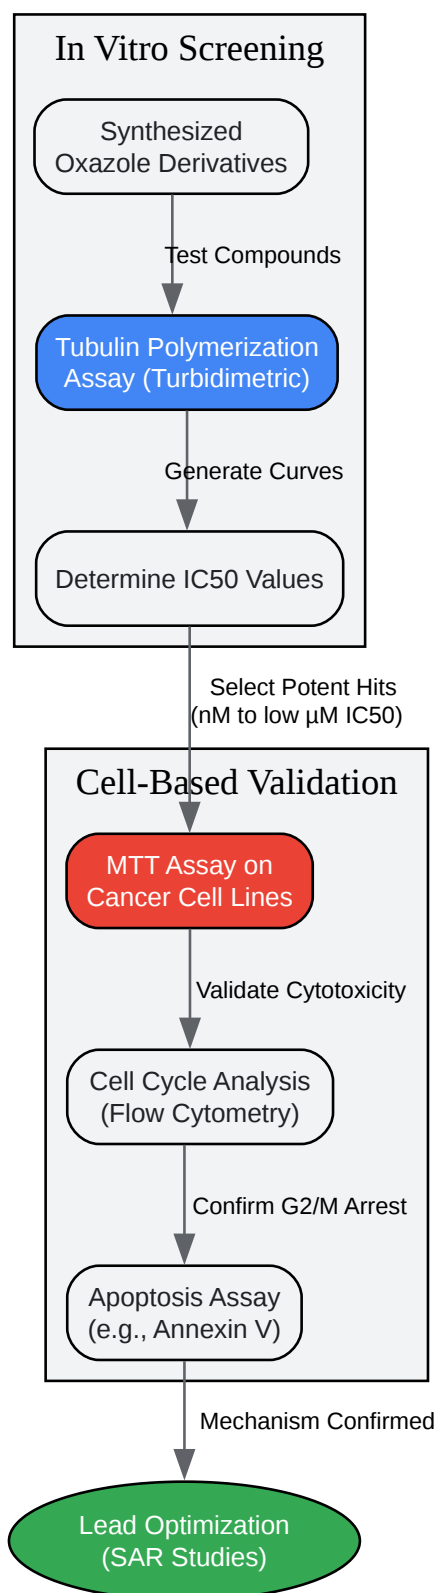 In Vitro Screening
Synthesized
Oxazole Derivatives
Test Compounds
Tubulin Polymerization
Assay (Turbidimetric)
Generate Curves
Determine IC50 Values
Select Potent Hits
(nM to low µM IC50)
Cell-Based Validation
MTT Assay on
Cancer Cell Lines
Validate Cytotoxicity
Cell Cycle Analysis
(Flow Cytometry)
Confirm G2/M Arrest
Apoptosis Assay
(e.g., Annexin V)
Mechanism Confirmed
Lead Optimization
(SAR Studies)